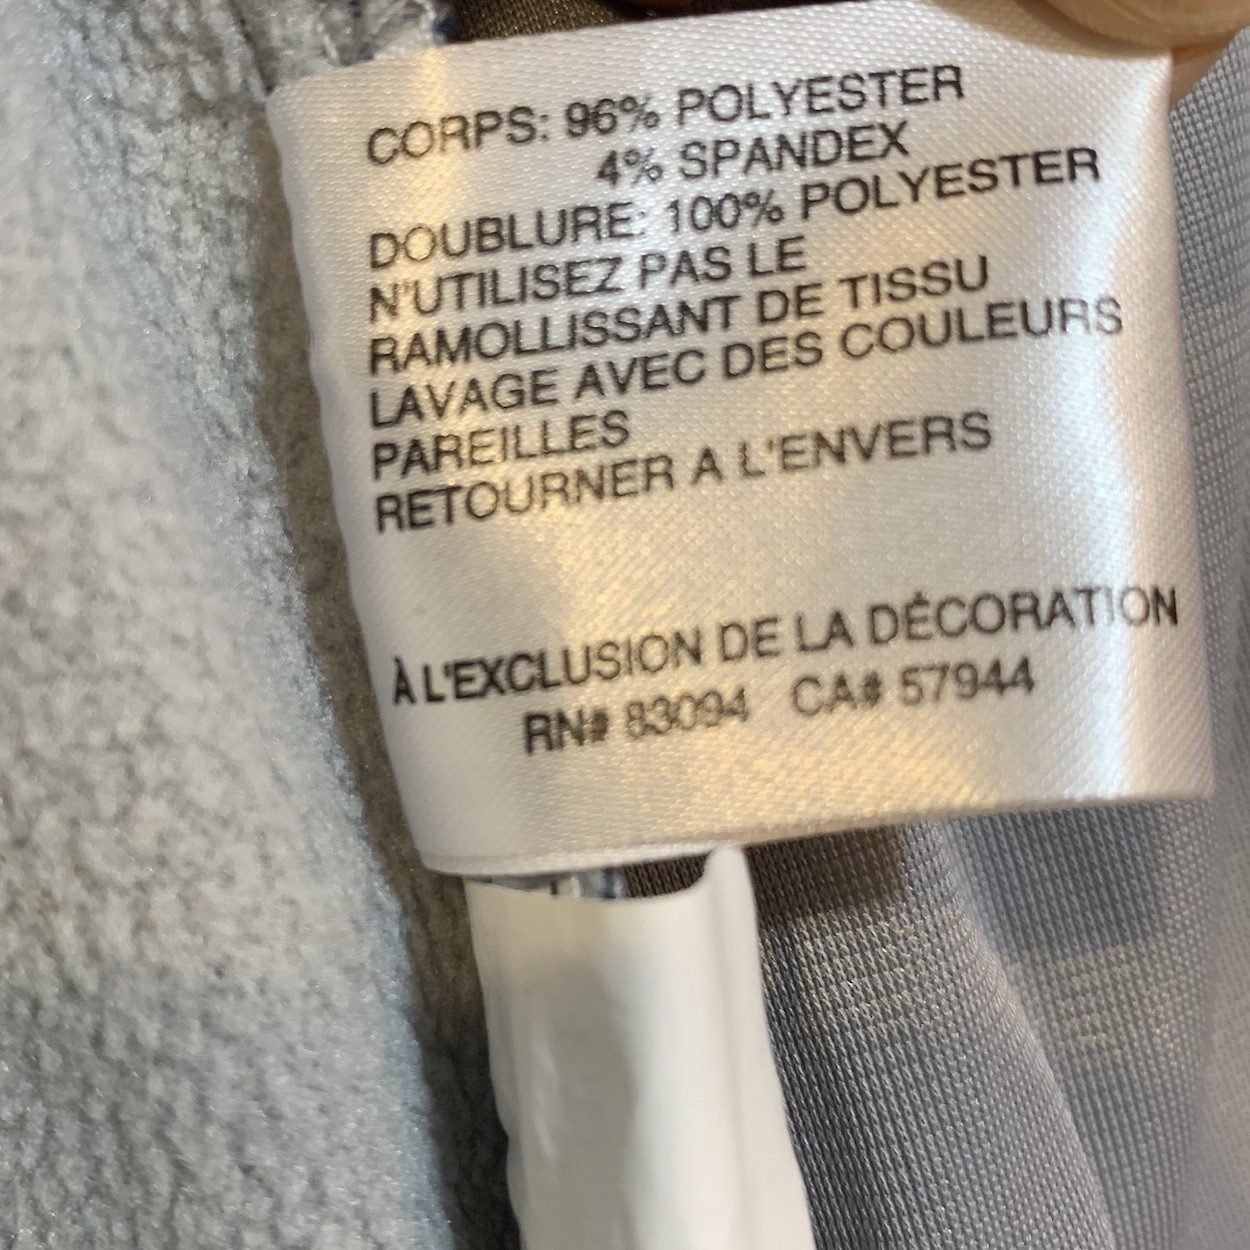 CORPS: 96% POLYESTER
4% SPANDEX
DOUBLURE: 100% POLYESTER
N'UTILISEZ PAS LE
RAMOLLISSANT DE TISSU
LAVAGE AVEC DES COULEURS
PAREILLES
RETOURNER A L'ENVERS
À L'EXCLUSION DE LA DÉCORATION
RN# 83094 CA# 57944